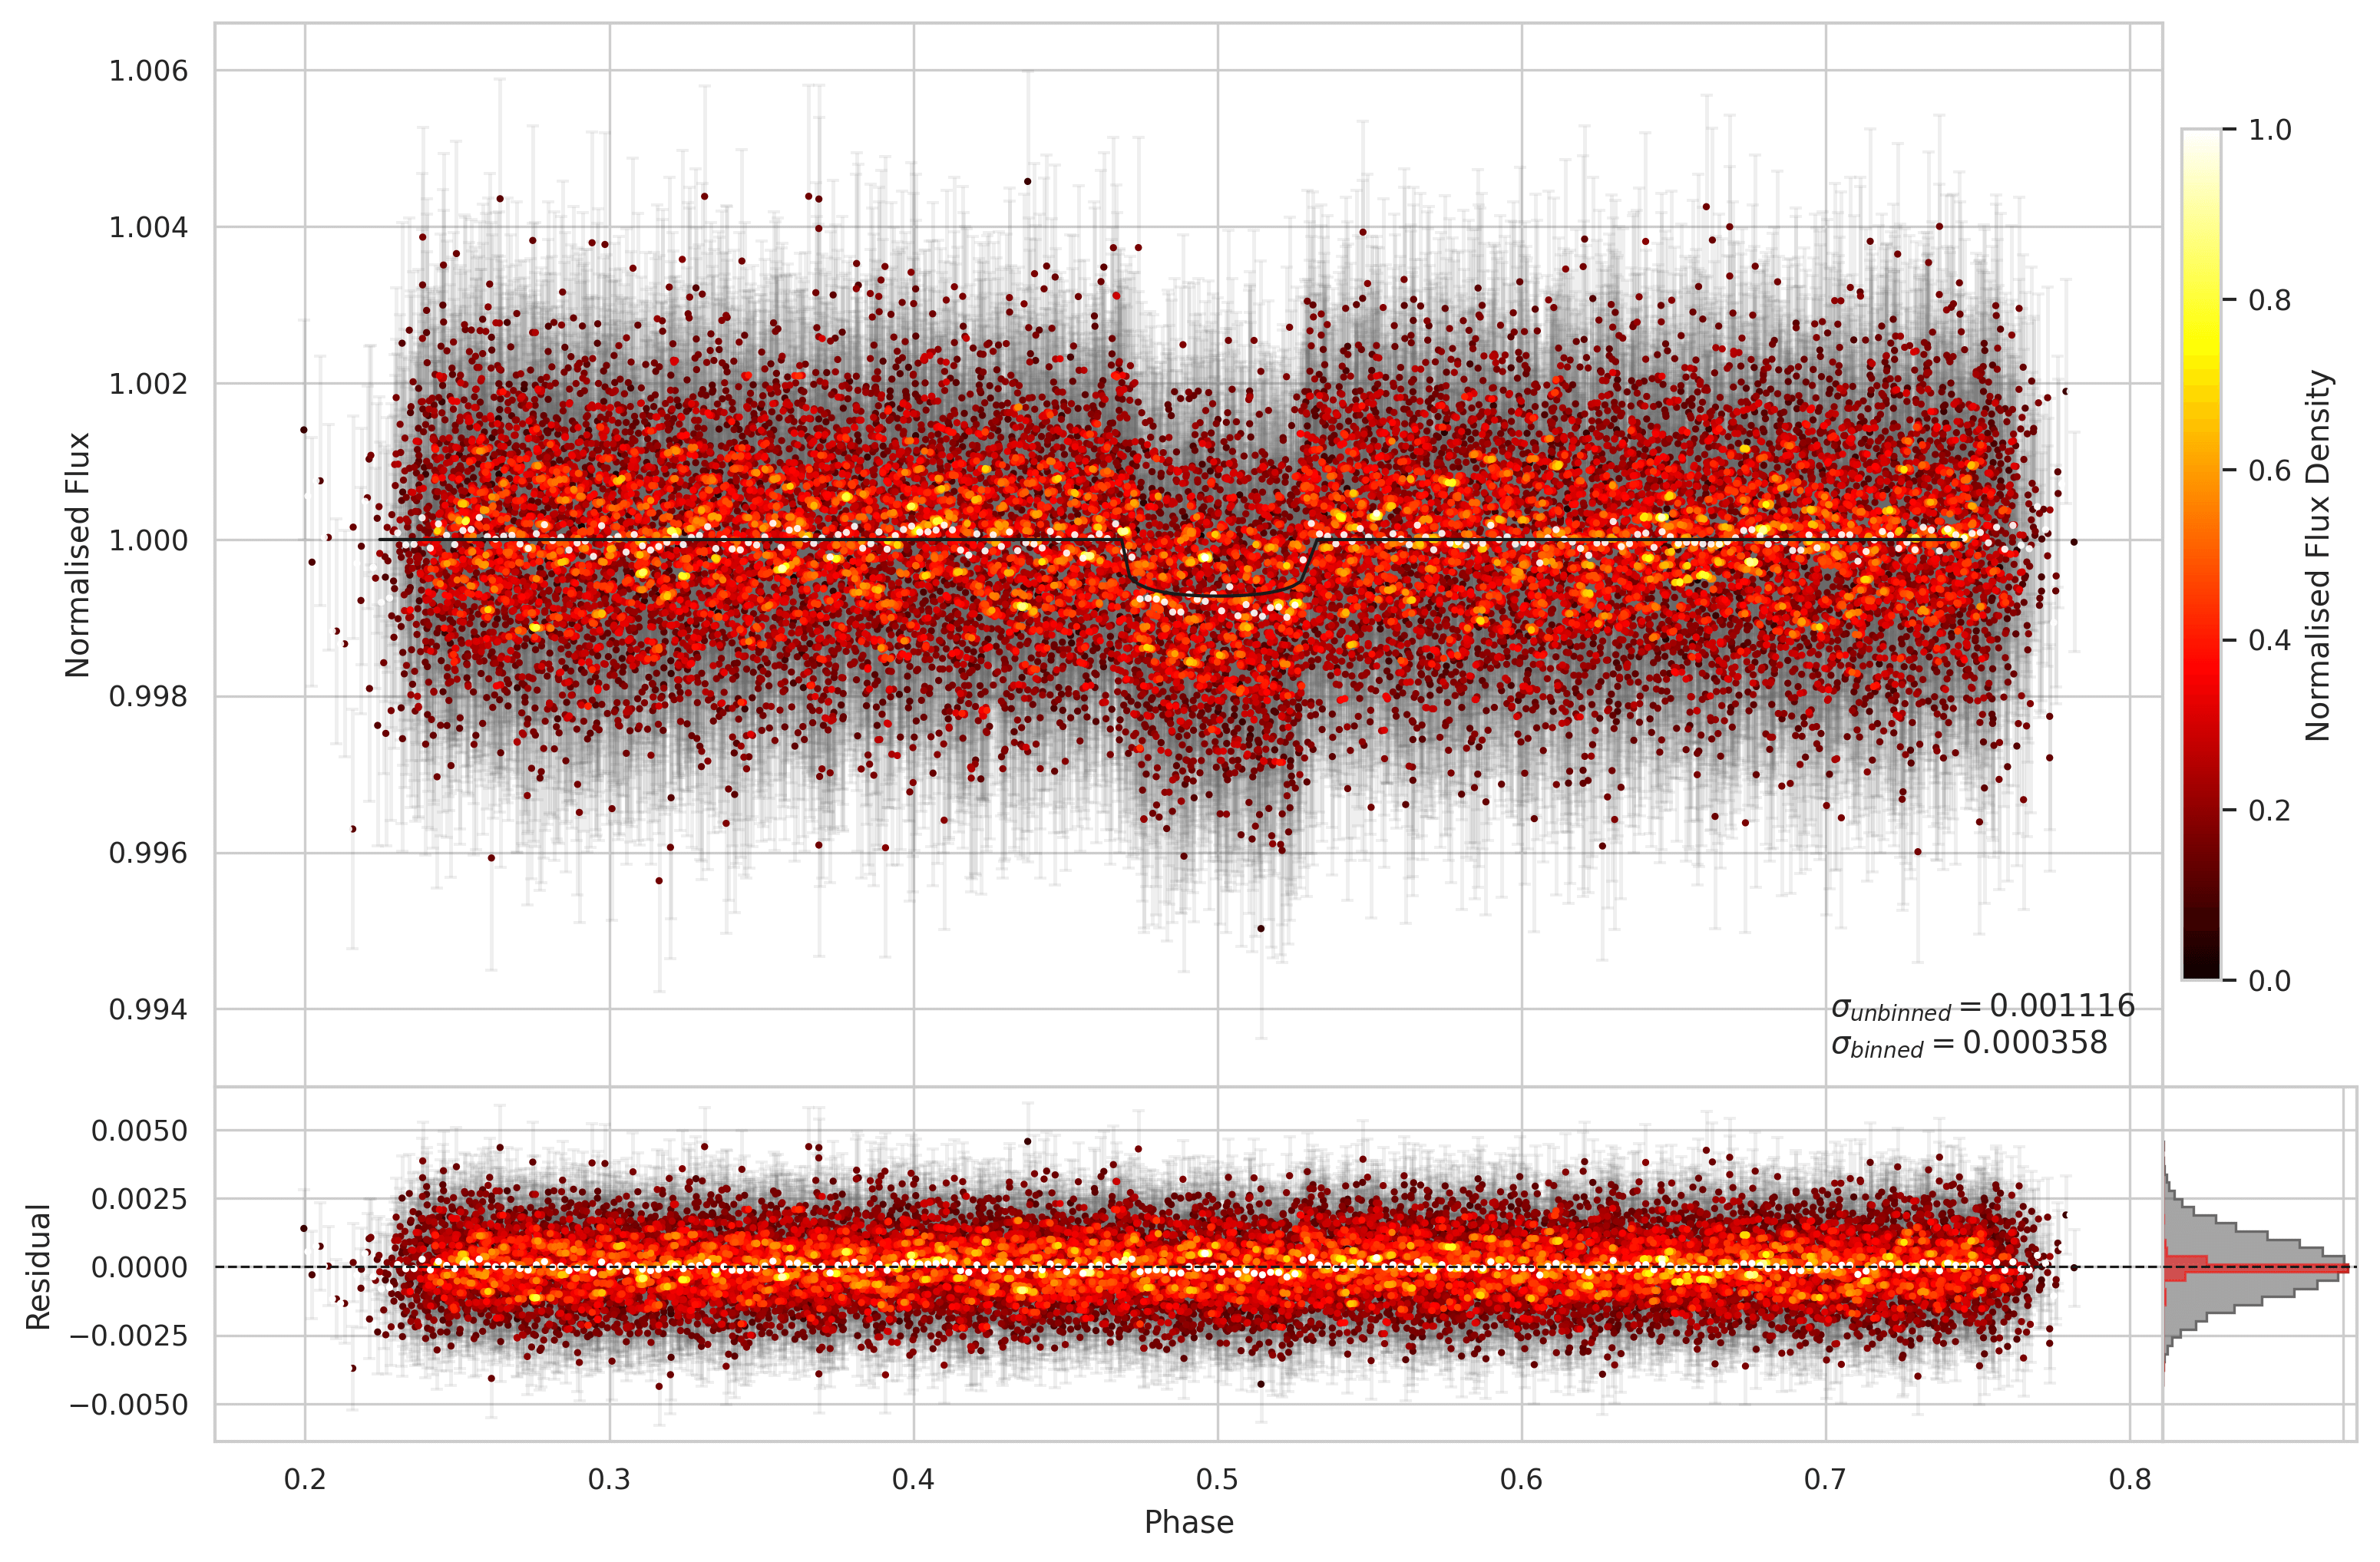 1.006
1.004
1.002
1.000
0.998
0.996
0.994
Normalised Flux
σunbinned = 0.001116
σbinned = 0.000358
1.0
0.8
0.6
0.4
0.2
0.0
Normalised Flux Density
0.0050
0.0025
0.0000
−0.0025
−0.0050
Residual
0.2 0.3 0.4 0.5 0.6 0.7 0.8
Phase